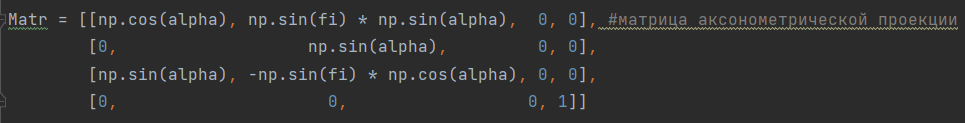 Matr = [[np.cos(alpha), np.sin(fi) * np.sin(alpha), 0, 0], #матрица аксонометрической проекции
[0, np.sin(alpha), 0, 0],
[np.sin(alpha), -np.sin(fi) * np.cos(alpha), 0, 0],
[0, 0, 0, 1]]